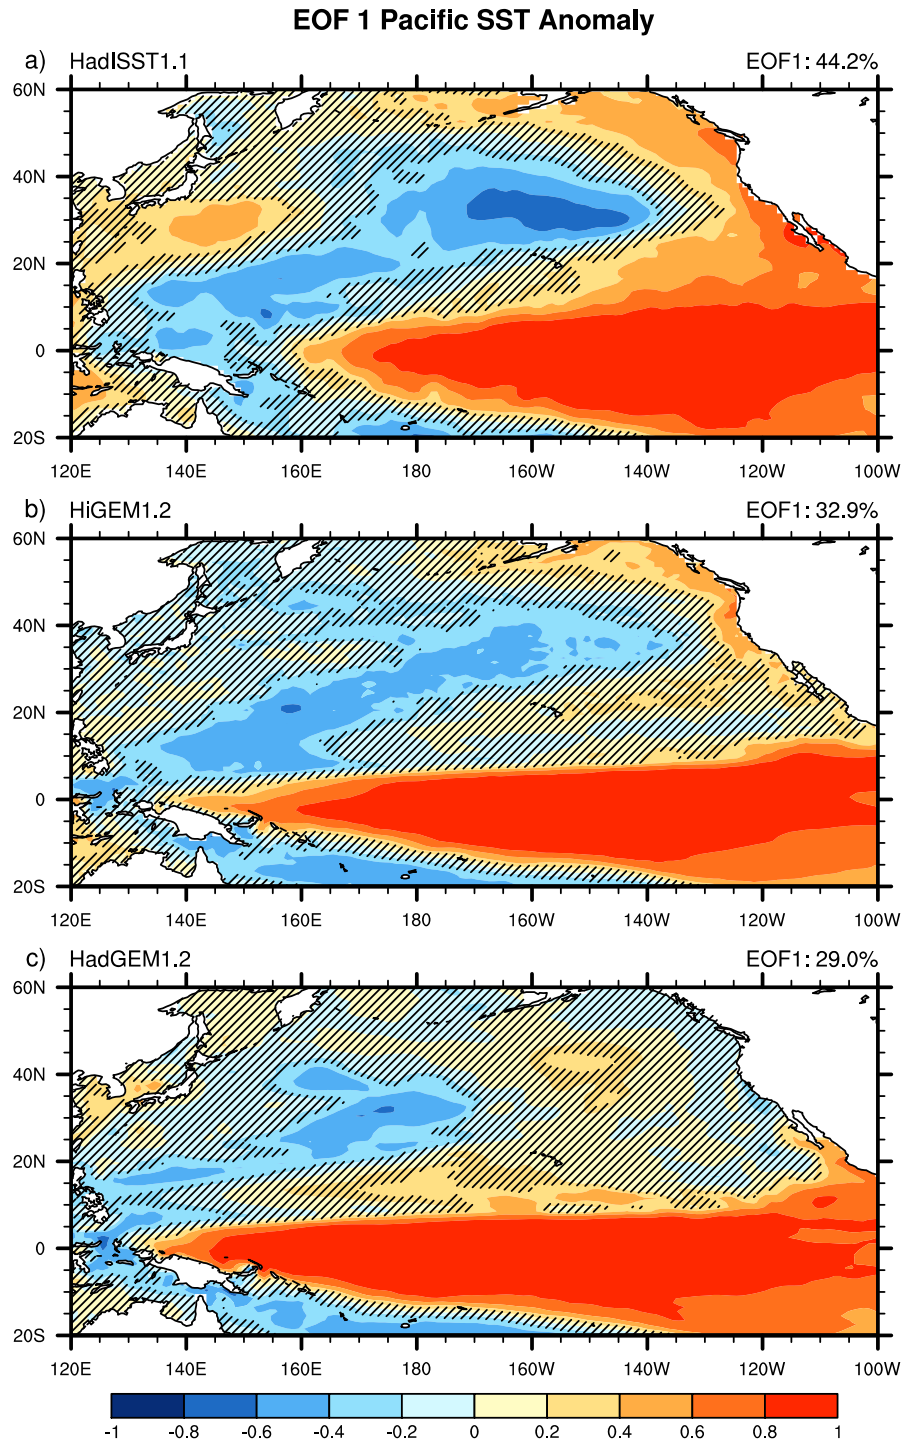 EOF 1 Pacific SST Anomaly
a) HadISST1.1 EOF1: 44.2%
60N
40N
20N
0
20S
120E 140E 160E 180 160W 140W 120W 100W
b) HiGEM1.2 EOF1: 32.9%
60N
40N
20N
0
20S
120E 140E 160E 180 160W 140W 120W 100W
c) HadGEM1.2 EOF1: 29.0%
60N
40N
20N
0
20S
120E 140E 160E 180 160W 140W 120W 100W
-1 -0.8 -0.6 -0.4 -0.2 0 0.2 0.4 0.6 0.8 1